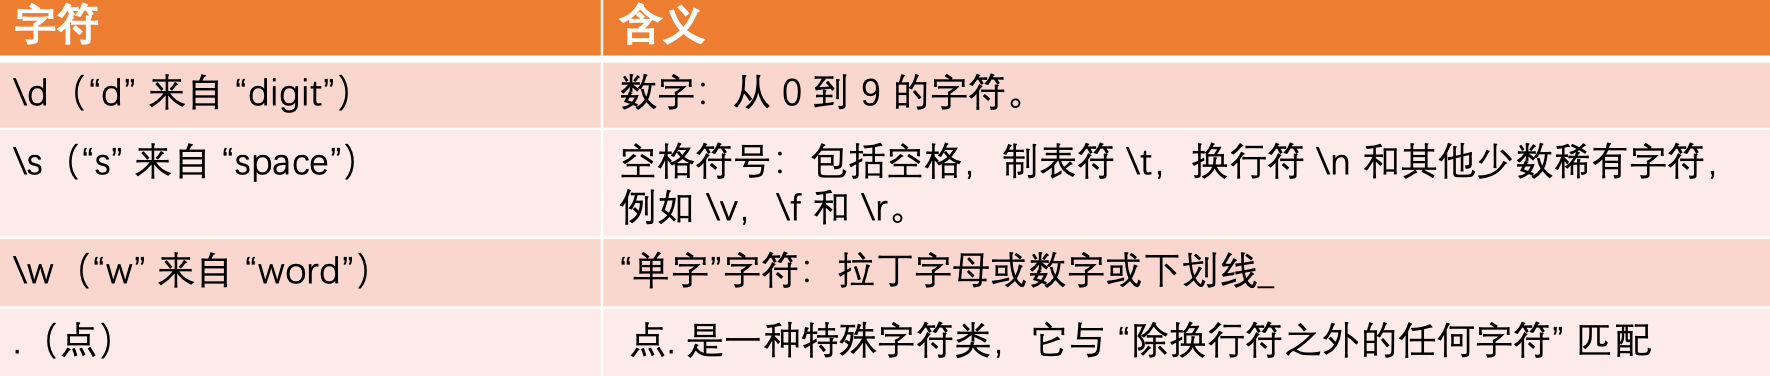 字符
含义
\d（“d” 来自 “digit”）
数字：从 0 到 9 的字符。
\s（“s” 来自 “space”）
空格符号：包括空格，制表符 \t，换行符 \n 和其他少数稀有字符，
例如 \v，\f 和 \r。
\w（“w” 来自 “word”）
“单字”字符：拉丁字母或数字或下划线_
.（点）
点. 是一种特殊字符类，它与 “除换行符之外的任何字符” 匹配